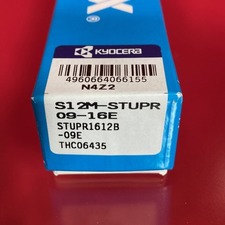 X
®
KYOCERA
4960664066155
N4Z2
S12M-STUPR
09-16E
STUPR1612B
-09E
THC06435